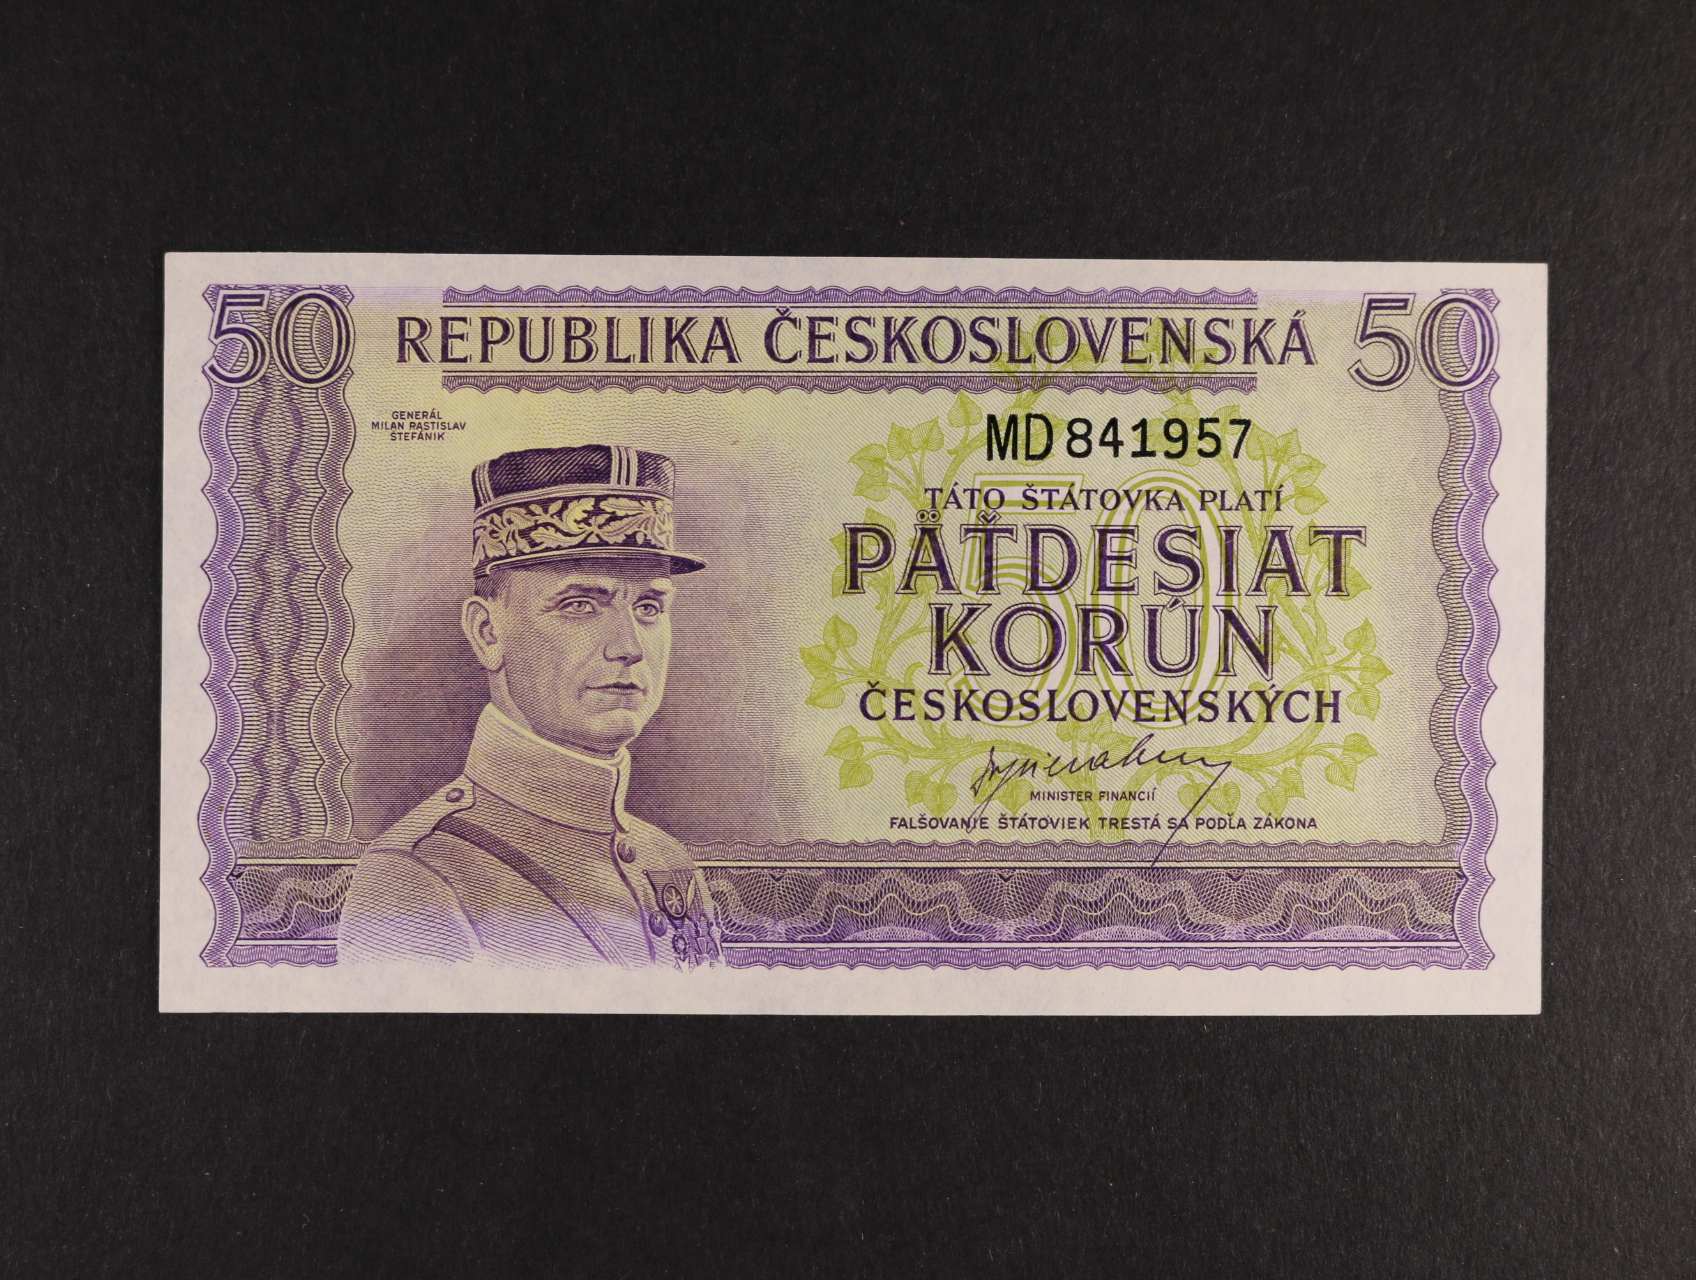 50 REPUBLIKA ČESKOSLOVENSKÁ 50
GENERÁL
MILAN RASTISLAV
ŠTEFÁNIK
MD 841957
TÁTO ŠTÁTOVKA PLATÍ
PÄŤDESIAT
KORÚN
ČESKOSLOVENSKÝCH
MINISTER FINANCIÍ
FALŠOVANIE ŠTÁTOVIEK TRESTÁ SA PODĽA ZÁKONA
50